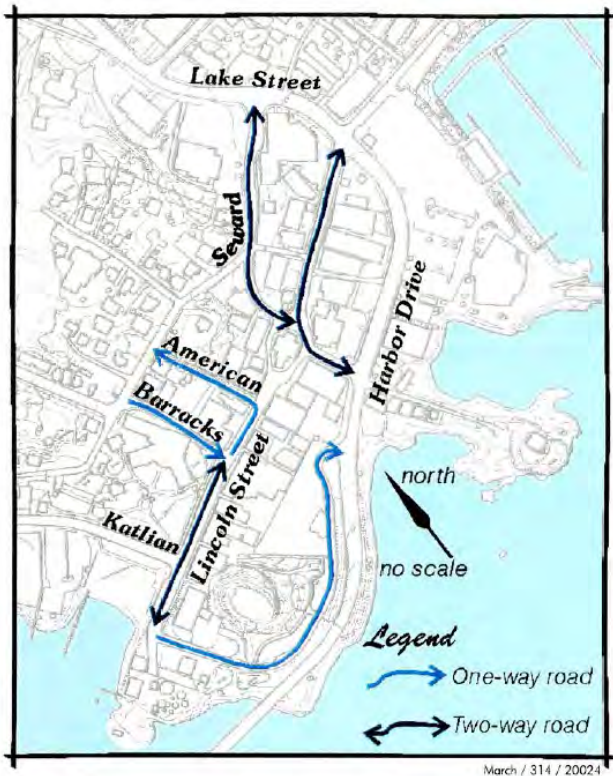 Lake Street
Seward
Harbor Drive
American
Barracks
Lincoln Street
Katlian
north
no scale
Legend
One-way road
Two-way road
March / 314 / 20024